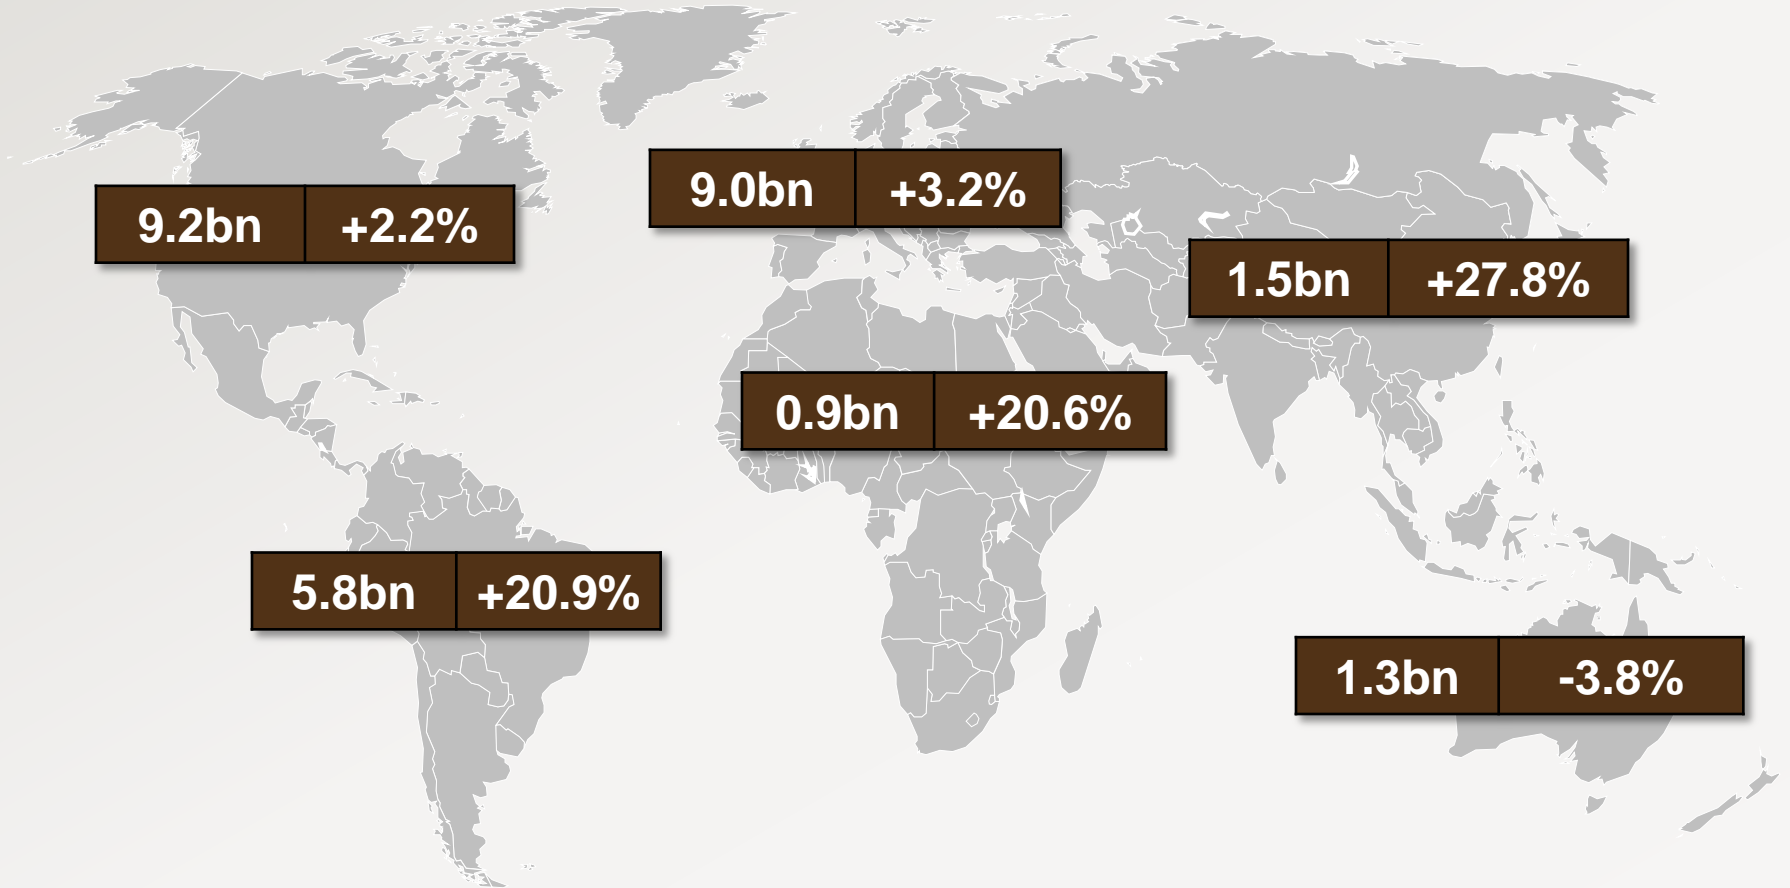 9.0bn +3.2%
9.2bn +2.2%
1.5bn +27.8%
0.9bn +20.6%
5.8bn +20.9%
1.3bn -3.8%